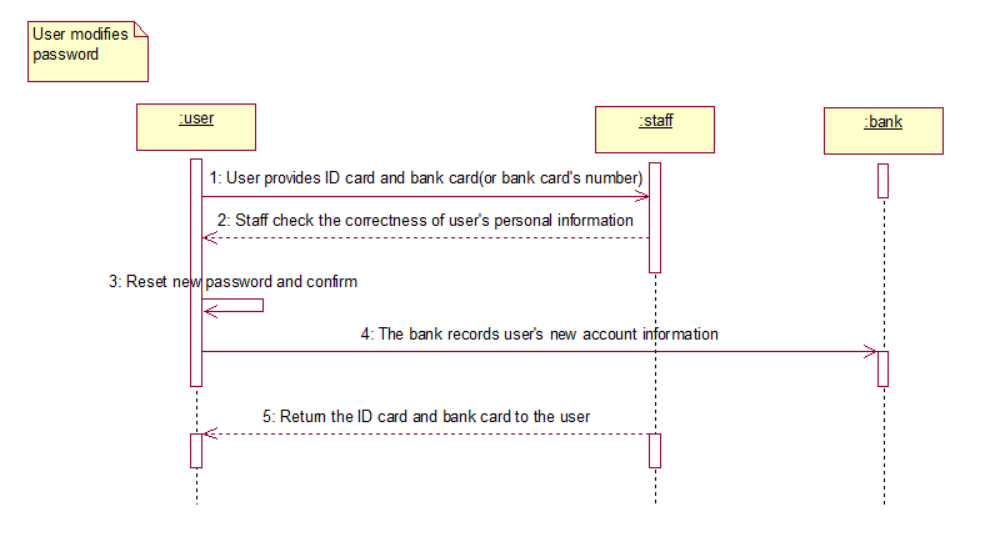 User modifies
password
:user
:staff
:bank
1: User provides ID card and bank card(or bank card's number)
2: Staff check the correctness of user's personal information
3: Reset new password and confirm
4: The bank records user's new account information
5: Return the ID card and bank card to the user